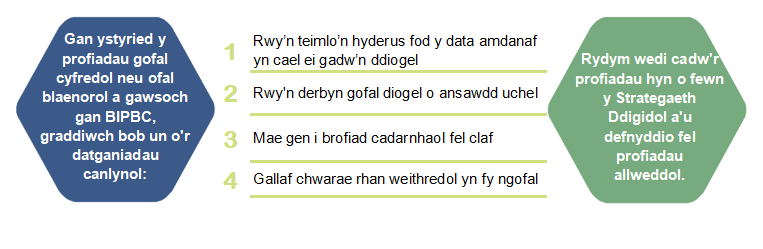 Gan ystyried y
profiadau gofal
cyfredol neu ofal
blaenorol a gawsoch
gan BIPBC,
graddiwch bob un o'r
datganiadau
canlynol:
1
Rwy'n teimlo'n hyderus fod y data amdanaf
yn cael ei gadw'n ddiogel
2
Rwy'n derbyn gofal diogel o ansawdd uchel
3
Mae gen i brofiad cadarnhaol fel claf
4
Gallaf chwarae rhan weithredol yn fy ngofal
Rydym wedi cadw'r
profiadau hyn o fewn
y Strategaeth
Ddigidol a'u
defnyddio fel
profiadau
allweddol.